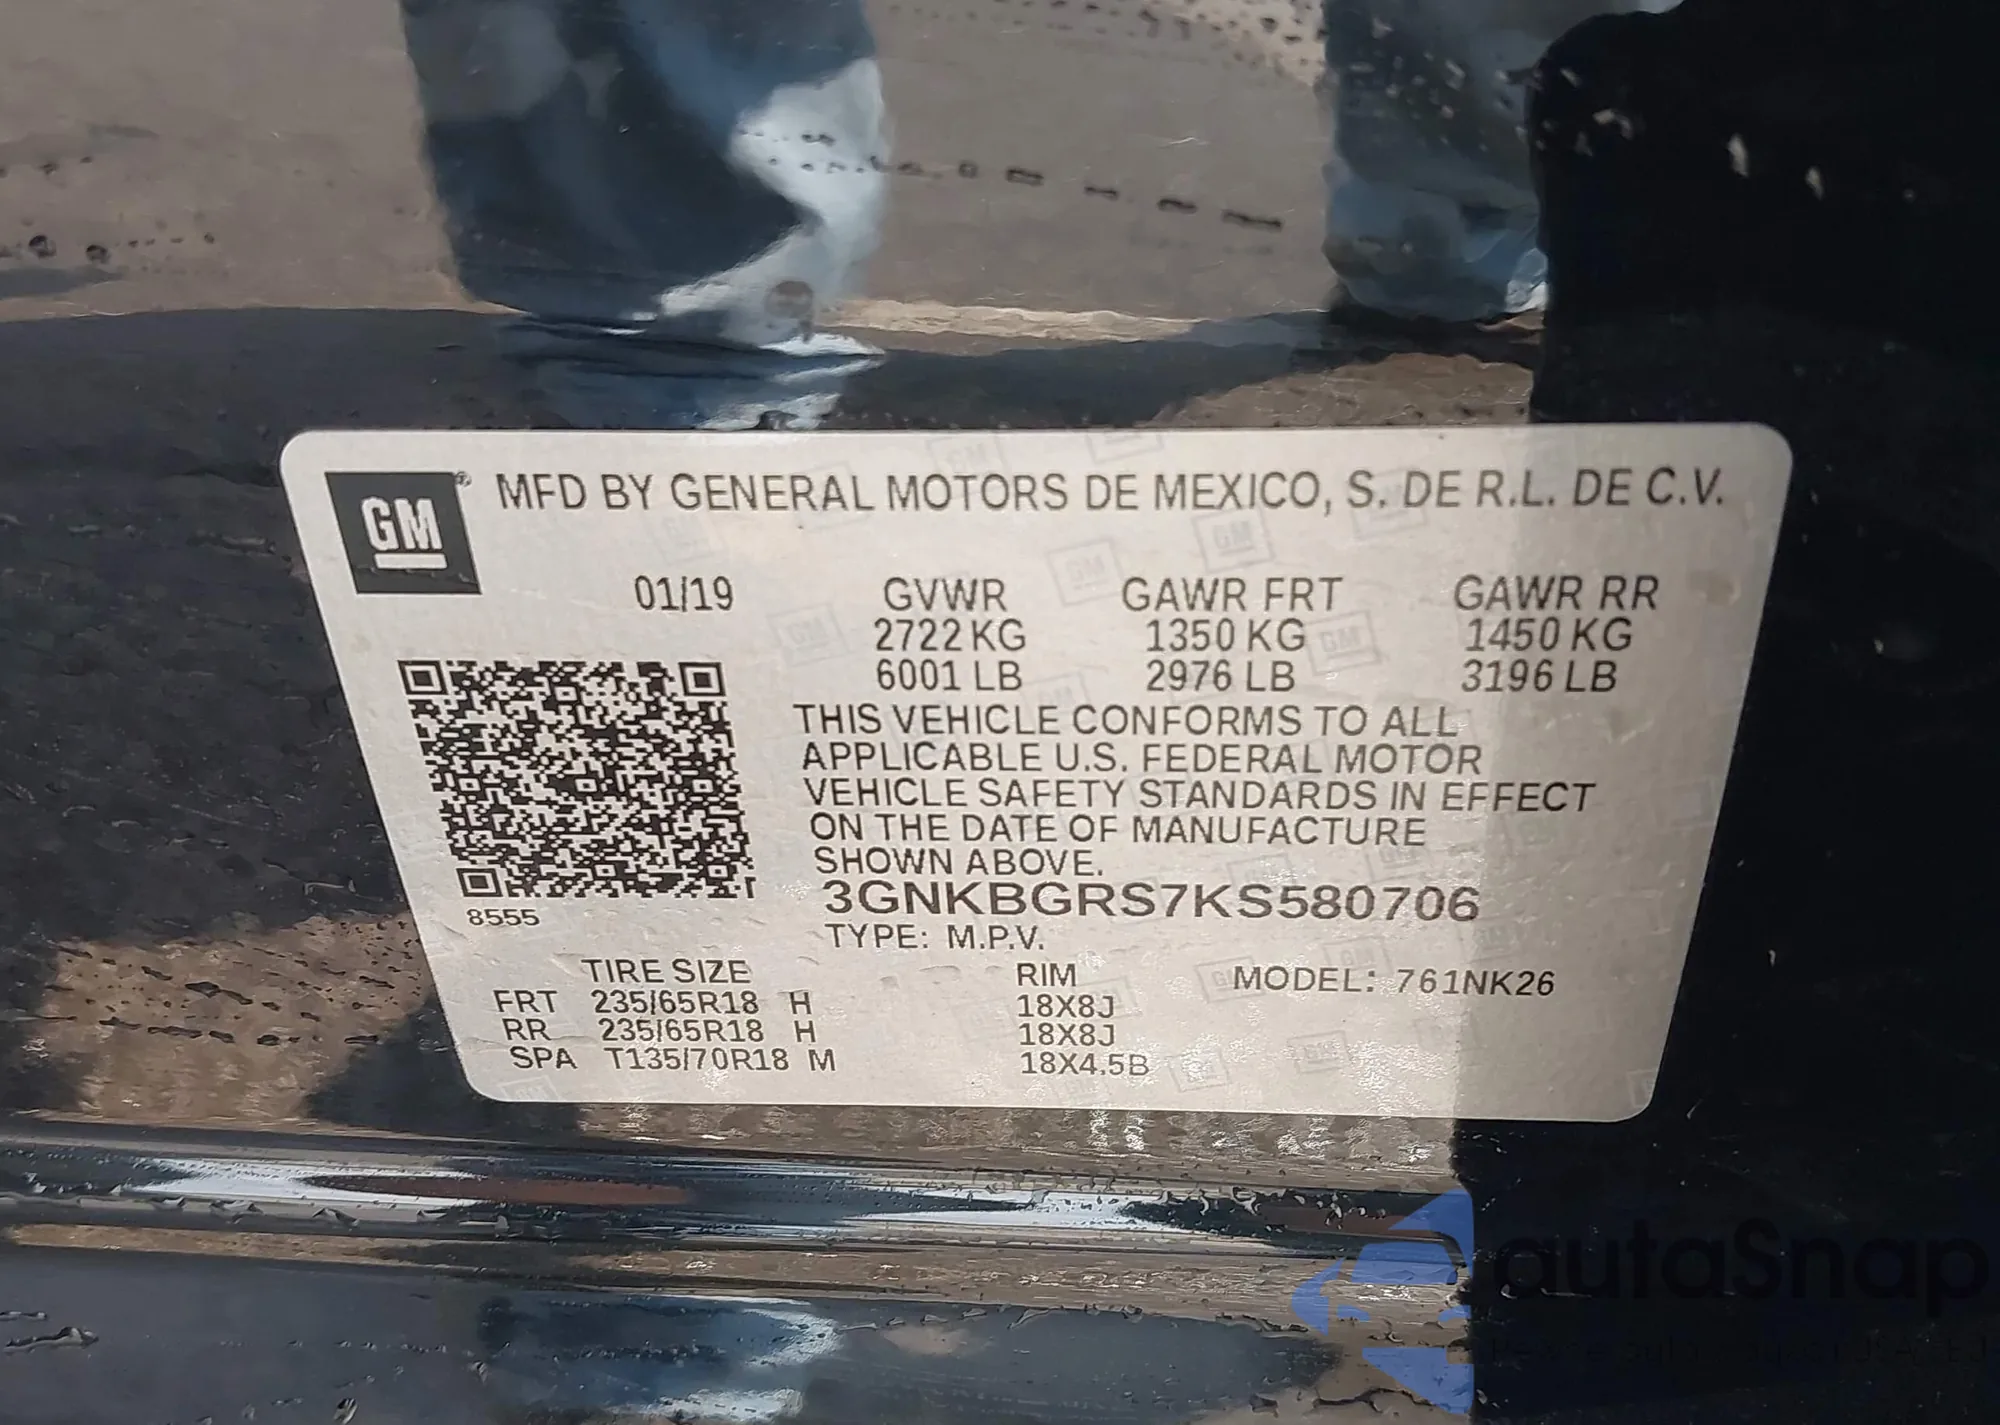 GM® MFD BY GENERAL MOTORS DE MEXICO, S. DE R.L. DE C.V.
01/19 GVWR GAWR FRT GAWR RR
2722 KG 1350 KG 1450 KG
6001 LB 2976 LB 3196 LB
THIS VEHICLE CONFORMS TO ALL
APPLICABLE U.S. FEDERAL MOTOR
VEHICLE SAFETY STANDARDS IN EFFECT
ON THE DATE OF MANUFACTURE
SHOWN ABOVE.
3GNKBGRS7KS580706
8555
TYPE: M.P.V.
TIRE SIZE RIM MODEL: 761NK26
FRT 235/65R18 H 18X8J
RR 235/65R18 H 18X8J
SPA T135/70R18 M 18X4.5B
autaSnap